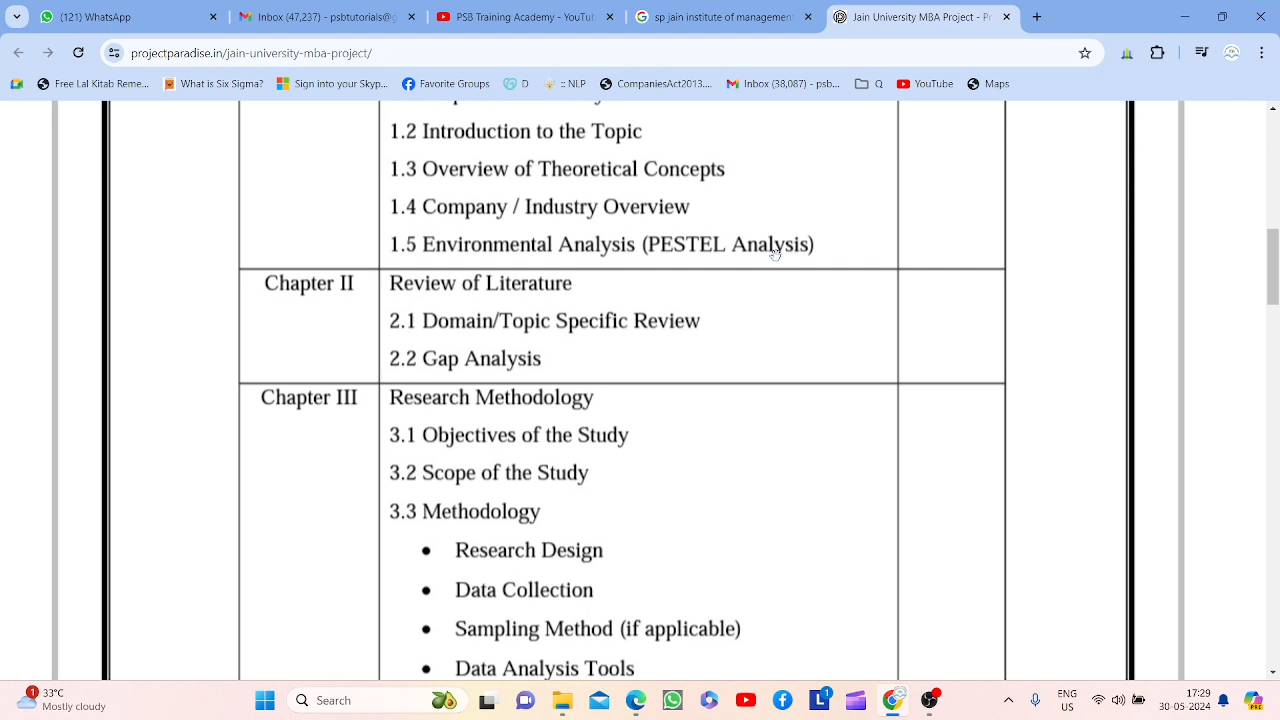 (121) WhatsApp
Inbox (47,237) - psbtutorials@g
PSB Trading Academy - YouTub
sp jain institute of managemen
Jain University MBA Project - P
projectparadise.in/jain-university-mba-project/
Free Lal Kitab Reme...
What is Six Sigma?
Sign into your Skyp...
Favorite Groups
D
:: NLP
CompaniesAct2013....
Inbox (38,087) - psb...
Q
YouTube
Maps
1.2 Introduction to the Topic
1.3 Overview of Theoretical Concepts
1.4 Company / Industry Overview
1.5 Environmental Analysis (PESTEL Analysis)
Chapter II
Review of Literature
2.1 Domain/Topic Specific Review
2.2 Gap Analysis
Chapter III
Research Methodology
3.1 Objectives of the Study
3.2 Scope of the Study
3.3 Methodology
• Research Design
• Data Collection
• Sampling Method (if applicable)
• Data Analysis Tools
1
33°C
Mostly cloudy
Search
L
1
ENG
US
17:29
30-05-2024